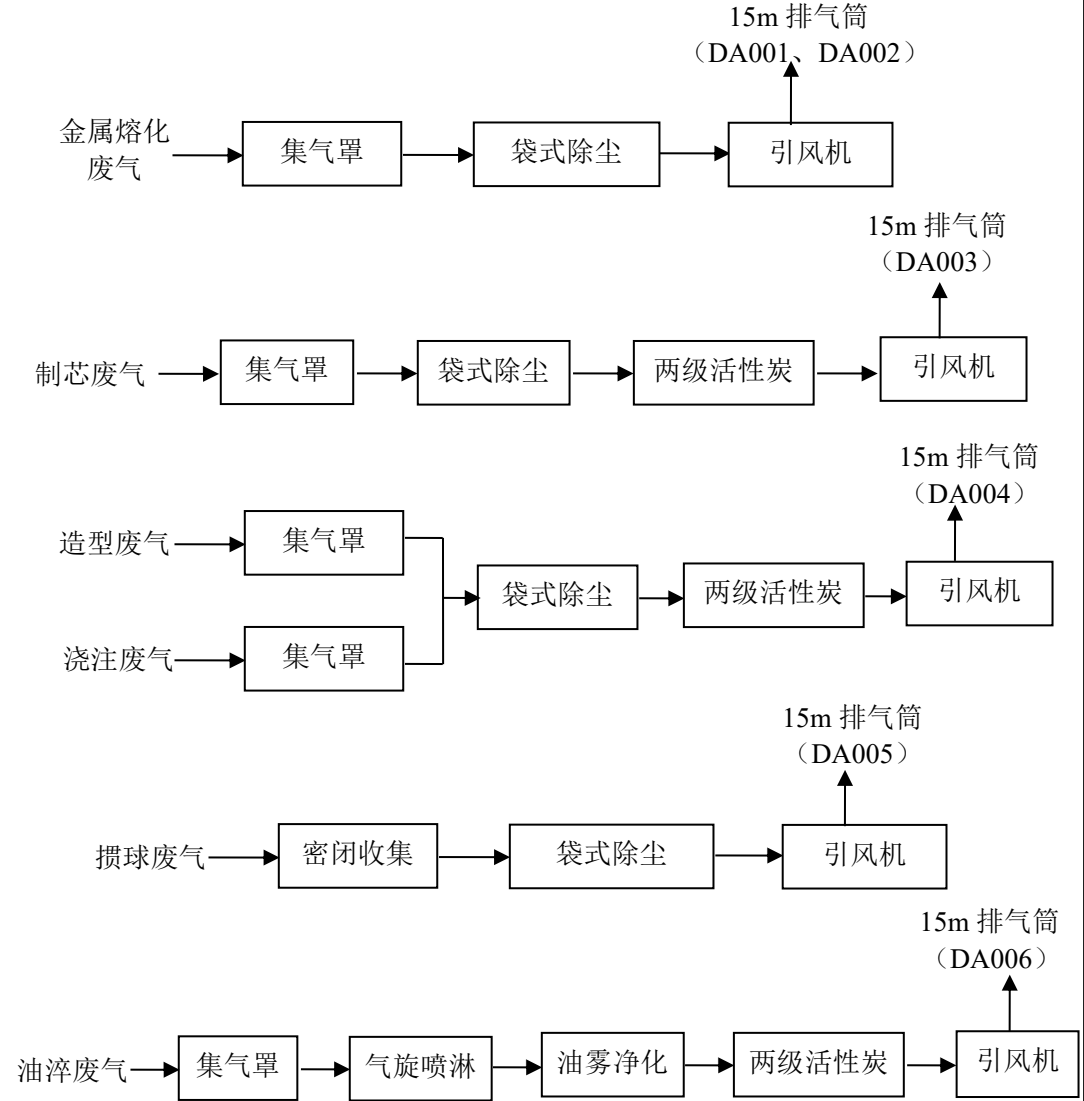 15m 排气筒
（DA001、DA002）
金属熔化
废气
集气罩
袋式除尘
引风机
15m 排气筒
（DA003）
制芯废气
集气罩
袋式除尘
两级活性炭
引风机
15m 排气筒
（DA004）
造型废气
集气罩
浇注废气
集气罩
袋式除尘
两级活性炭
引风机
15m 排气筒
（DA005）
掼球废气
密闭收集
袋式除尘
引风机
15m 排气筒
（DA006）
油淬废气
集气罩
气旋喷淋
油雾净化
两级活性炭
引风机